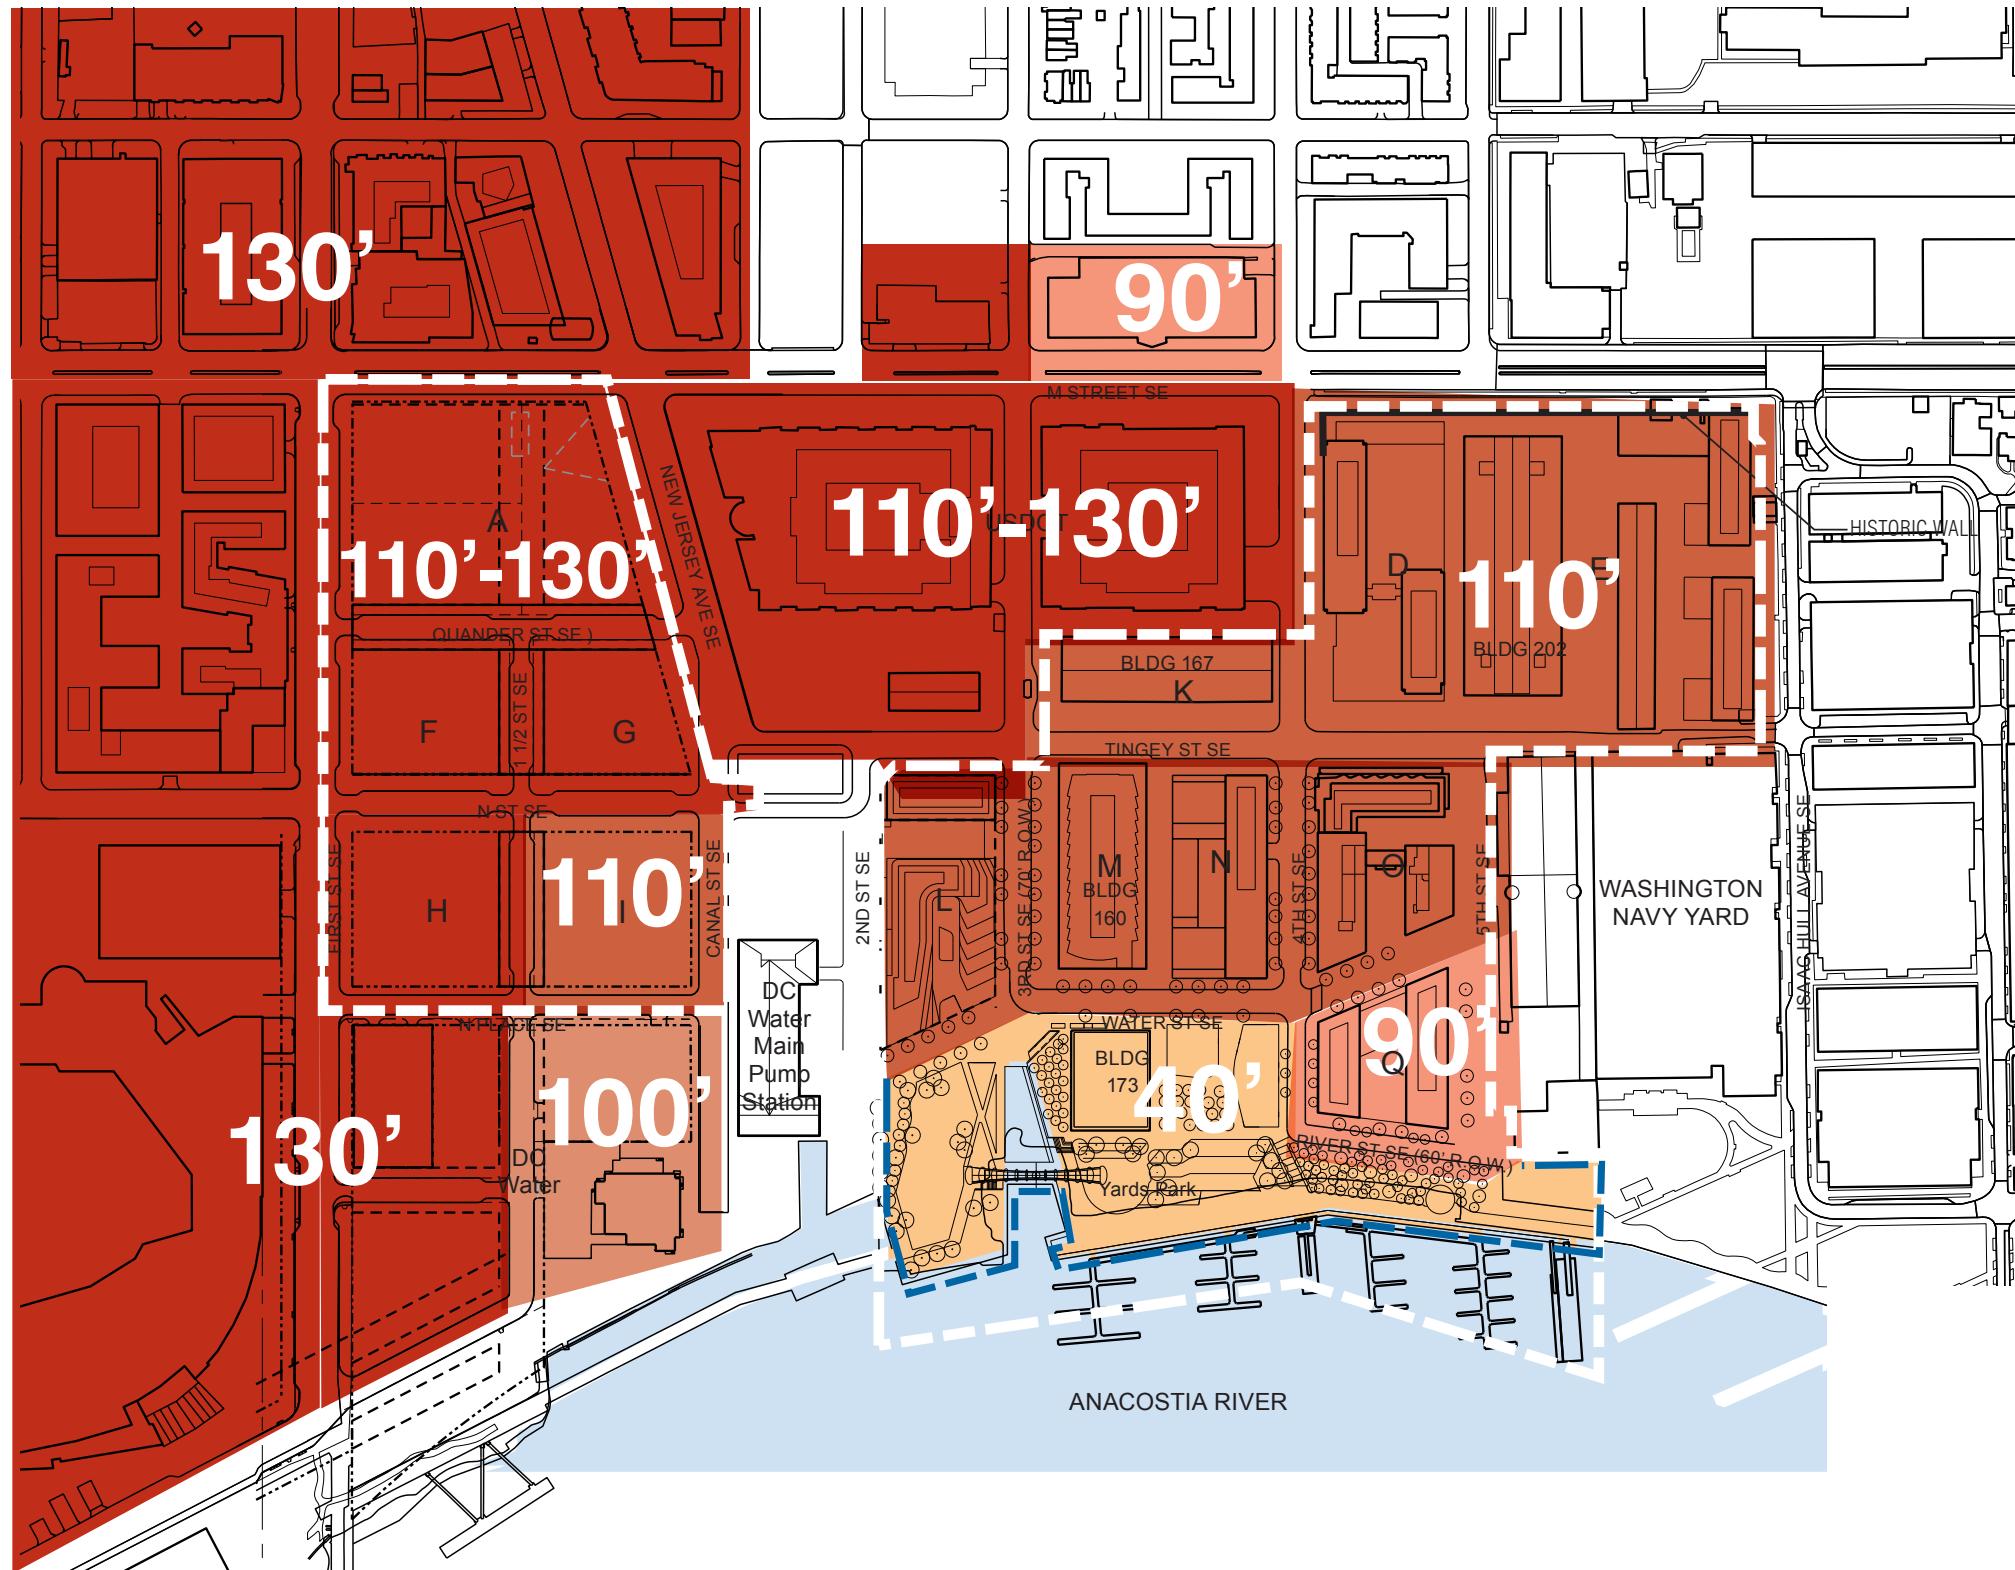 130’
90’
M STREET SE
A
110’-130’
NEW JERSEY AVE SE
USDOT
110’-130’
D
E
110’
HISTORIC WALL
QUANDER ST SE )
BLDG 167
K
BLDG 202
F
1 1/2 ST SE
G
TINGEY ST SE
N ST SE
FIRST ST SE
H
110’
I
CANAL ST SE
2ND ST SE
L
3RD ST SE (70’ R.O.W.)
M
BLDG
160
N
4TH ST SE
O
5TH ST SE
WASHINGTON
NAVY YARD
ISAAC HULL AVENUE SE
N PLACE SE
DC
Water
Main
Pump
Station
WATER ST SE
BLDG
173
40’
90’
Q
130’
100’
DC
Water
RIVER ST SE (60’ R.O.W.)
Yards Park
ANACOSTIA RIVER